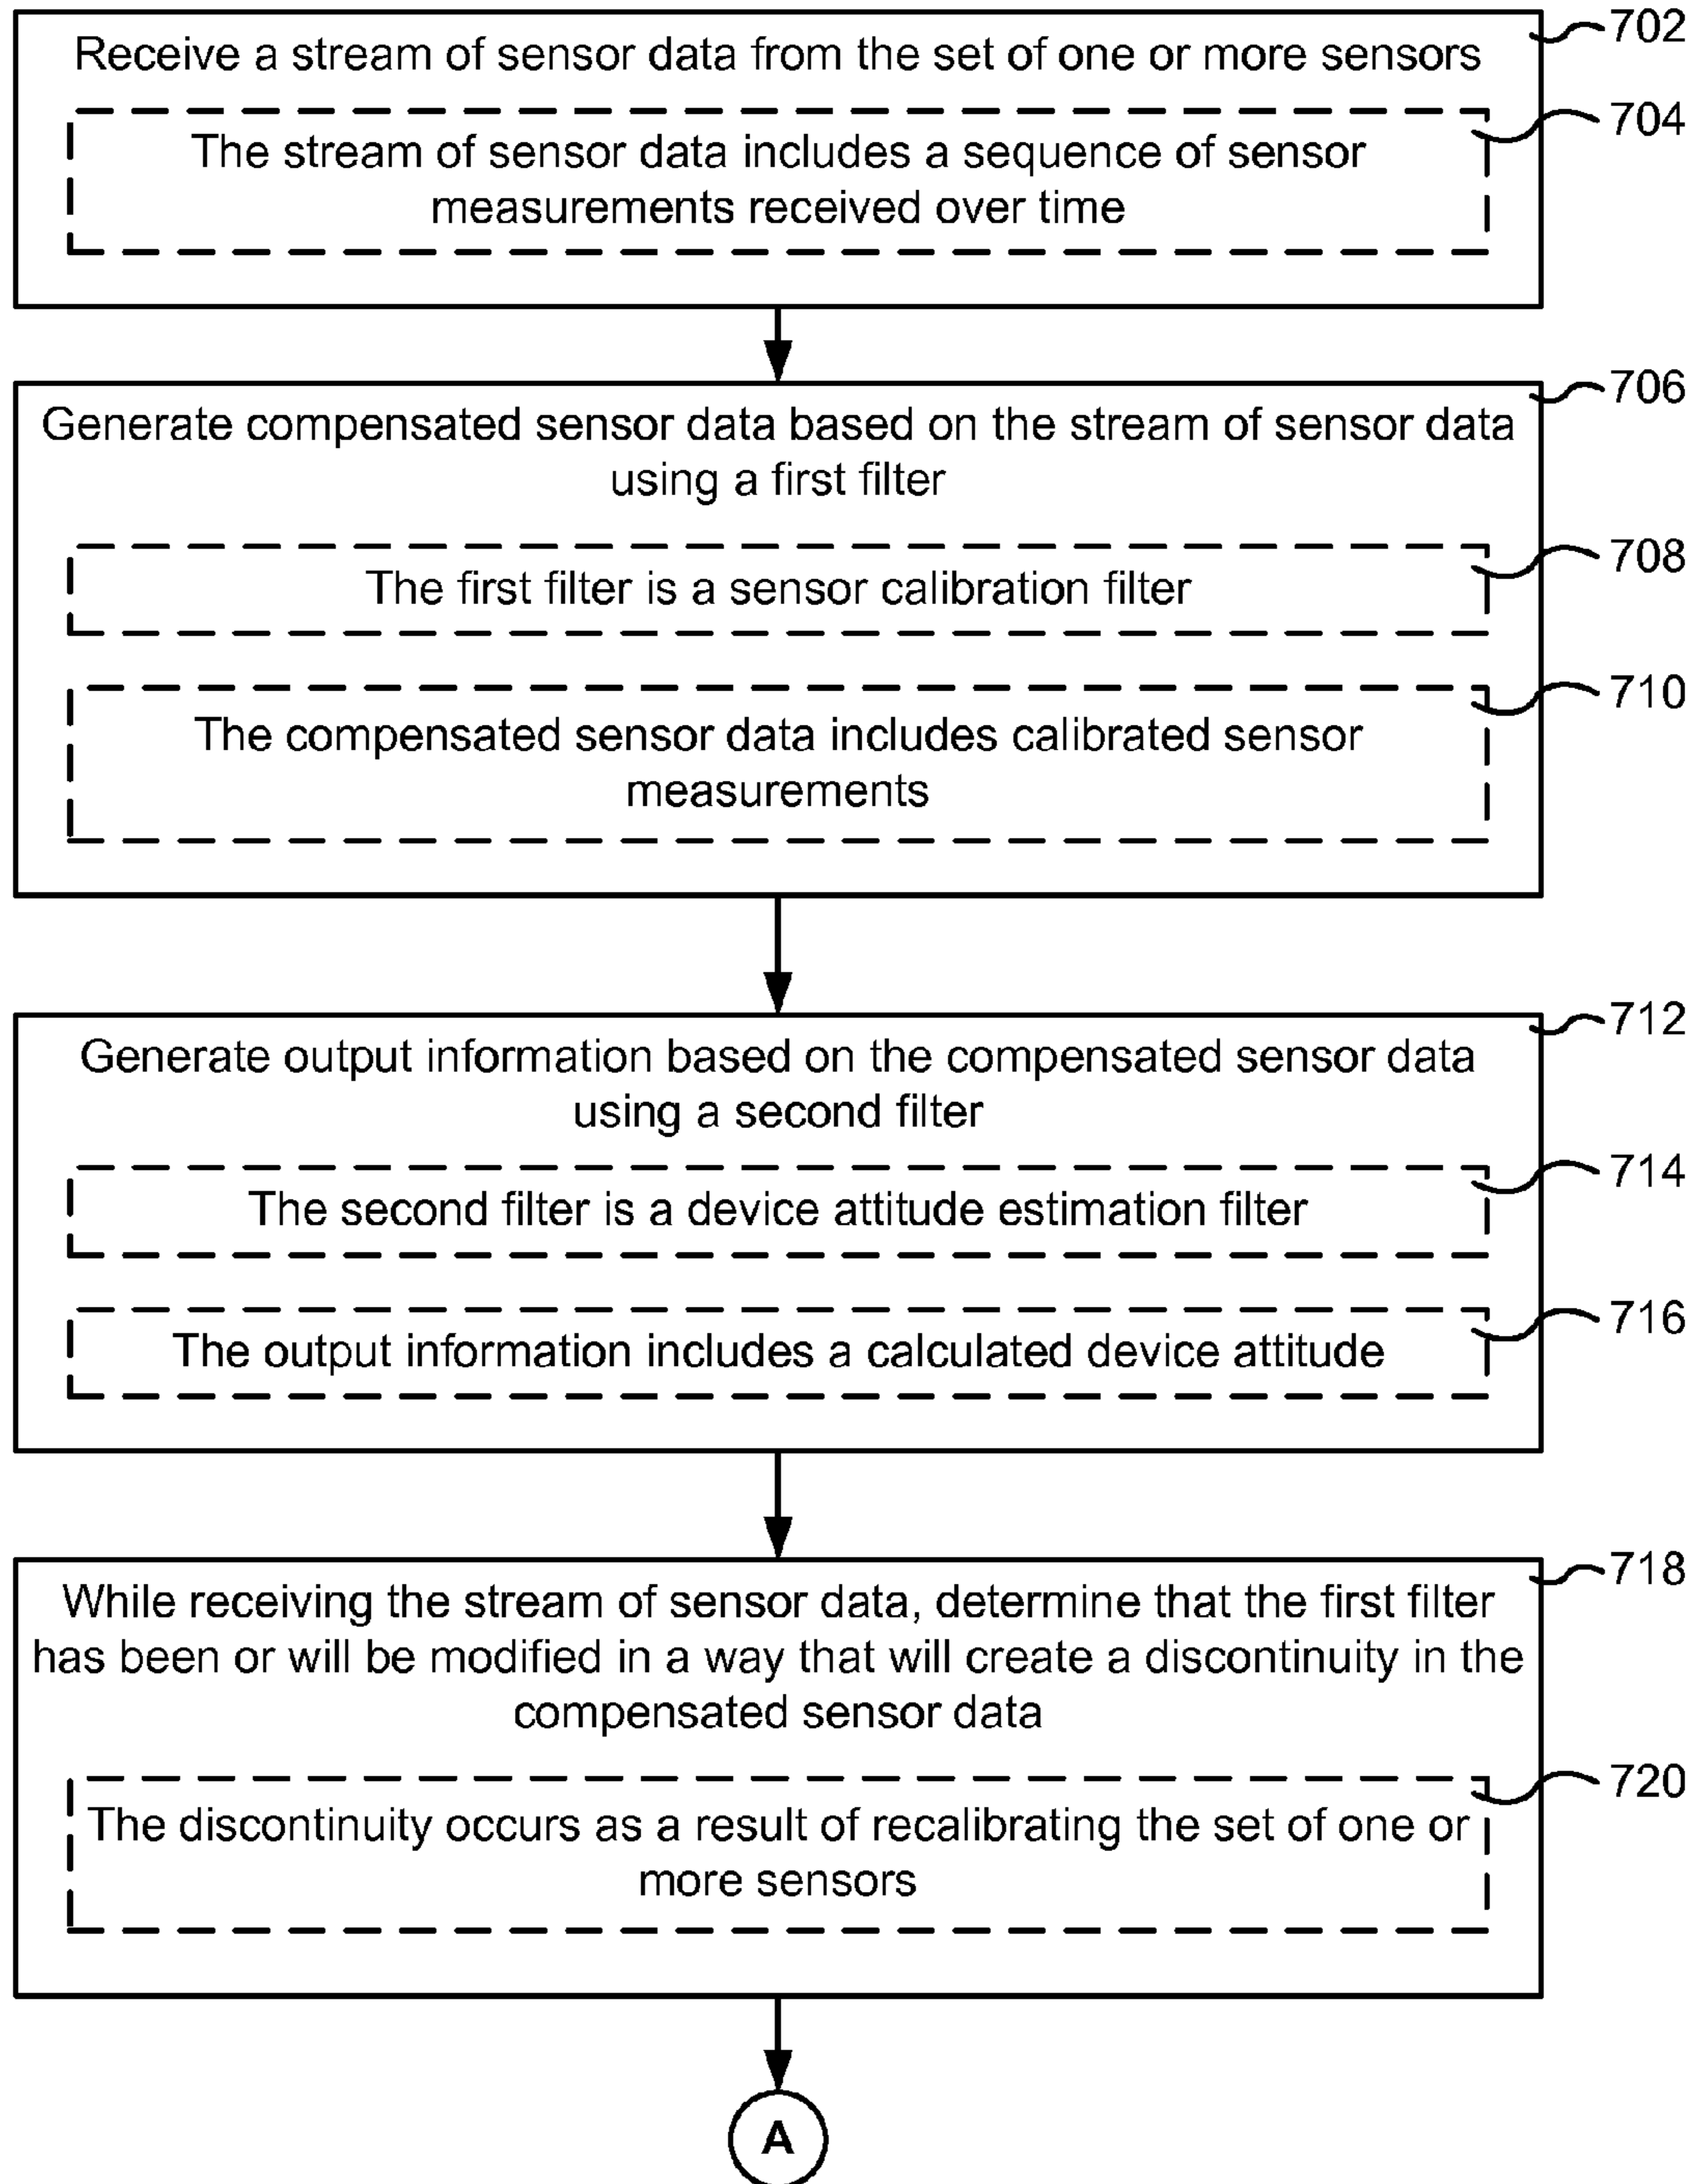 Receive a stream of sensor data from the set of one or more sensors
702
The stream of sensor data includes a sequence of sensor
measurements received over time
704
Generate compensated sensor data based on the stream of sensor data
using a first filter
706
The first filter is a sensor calibration filter
708
The compensated sensor data includes calibrated sensor
measurements
710
Generate output information based on the compensated sensor data
using a second filter
712
The second filter is a device attitude estimation filter
714
The output information includes a calculated device attitude
716
While receiving the stream of sensor data, determine that the first filter
has been or will be modified in a way that will create a discontinuity in the
compensated sensor data
718
The discontinuity occurs as a result of recalibrating the set of one or
more sensors
720
A